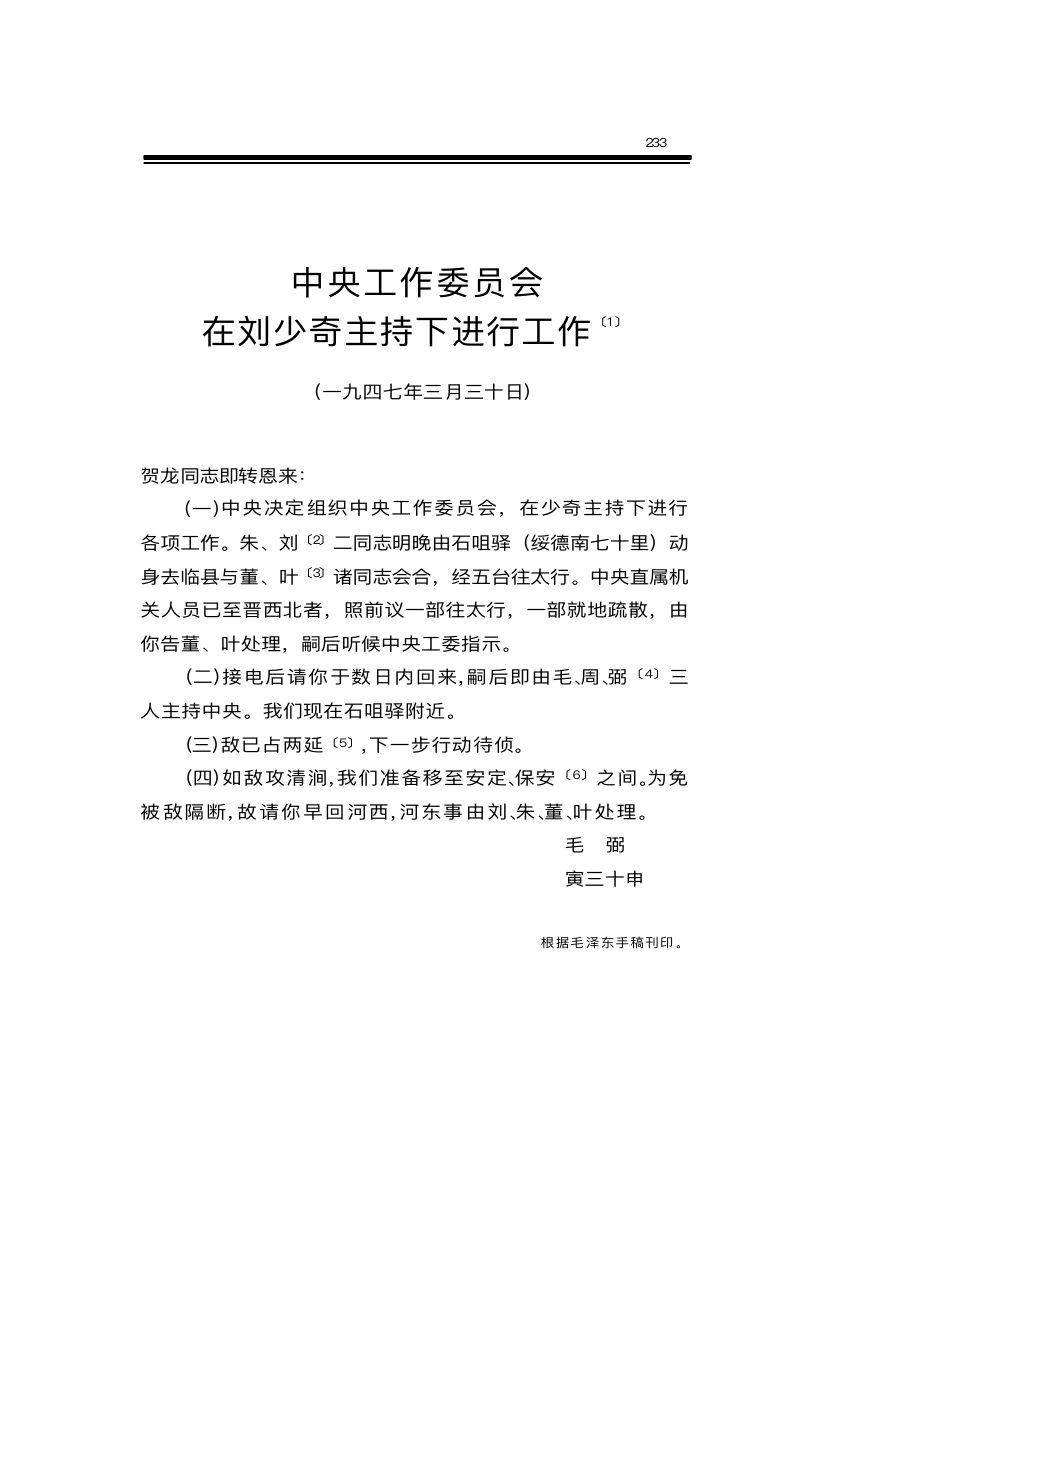 233
中央工作委员会
在刘少奇主持下进行工作〔1〕
(一九四七年三月三十日)
贺龙同志即转恩来:
(一)中央决定组织中央工作委员会，在少奇主持下进行
各项工作。朱、刘〔2〕二同志明晚由石咀驿（绥德南七十里）动
身去临县与董、叶〔3〕诸同志会合，经五台往太行。中央直属机
关人员已至晋西北者，照前议一部往太行，一部就地疏散，由
你告董、叶处理，嗣后听候中央工委指示。
(二)接电后请你于数日内回来,嗣后即由毛、周、弼〔4〕三
人主持中央。我们现在石咀驿附近。
(三)敌已占两延〔5〕,下一步行动待侦。
(四)如敌攻清涧,我们准备移至安定、保安〔6〕之间。为免
被敌隔断,故请你早回河西,河东事由刘、朱、董、叶处理。
毛　弼
寅三十申
根据毛泽东手稿刊印。